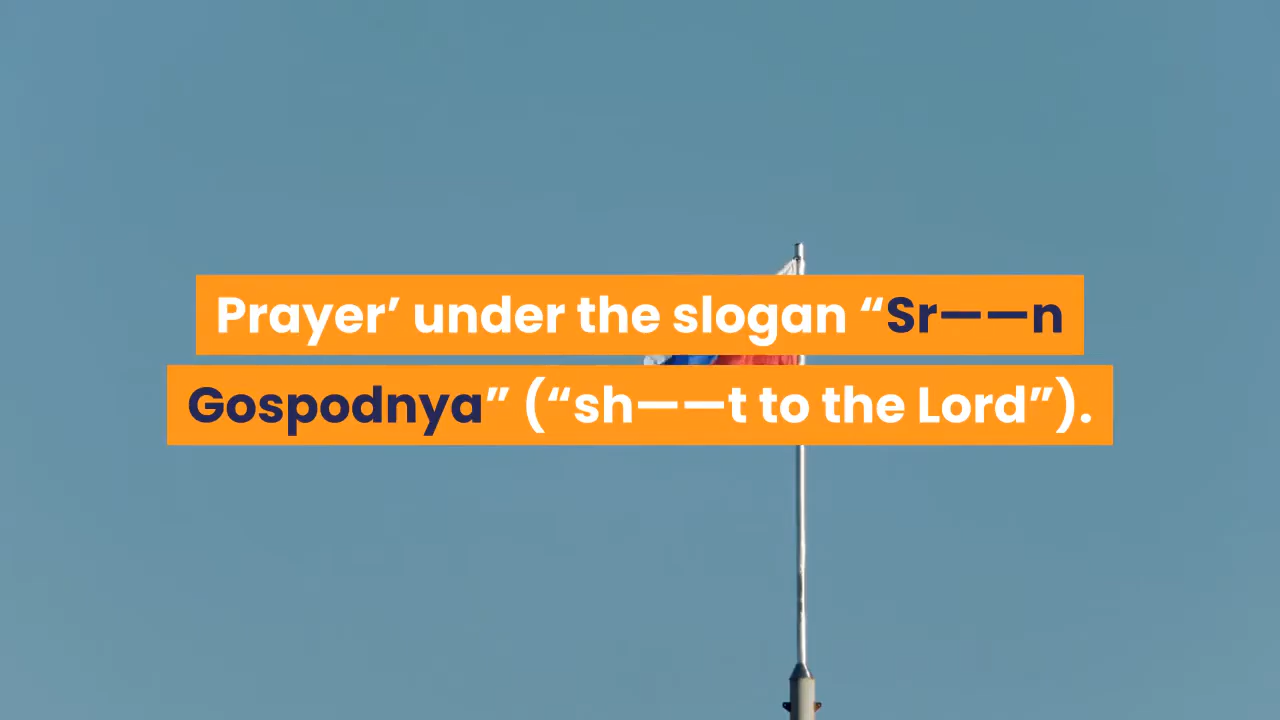 Prayer’ under the slogan “Sr——n
Gospodnya” (“sh——t to the Lord”).